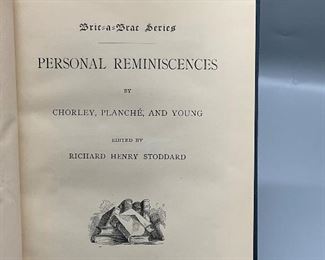 Bric-a-Brac Series
PERSONAL REMINISCENCES
BY
CHORLEY, PLANCHÉ, AND YOUNG
EDITED BY
RICHARD HENRY STODDARD